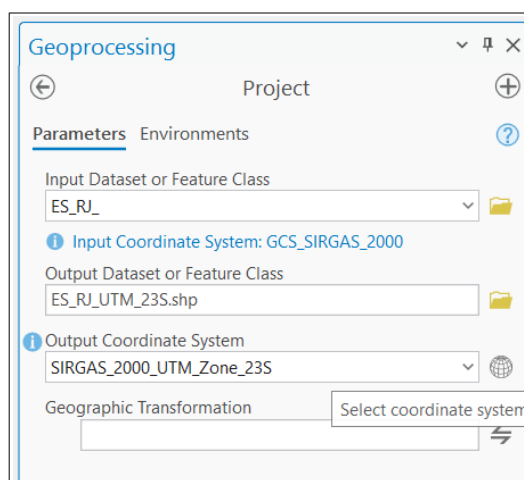 Geoprocessing
Project
Parameters Environments
Input Dataset or Feature Class
ES_RJ_
Input Coordinate System: GCS_SIRGAS_2000
Output Dataset or Feature Class
ES_RJ_UTM_23S.shp
Output Coordinate System
SIRGAS_2000_UTM_Zone_23S
Geographic Transformation
Select coordinate system